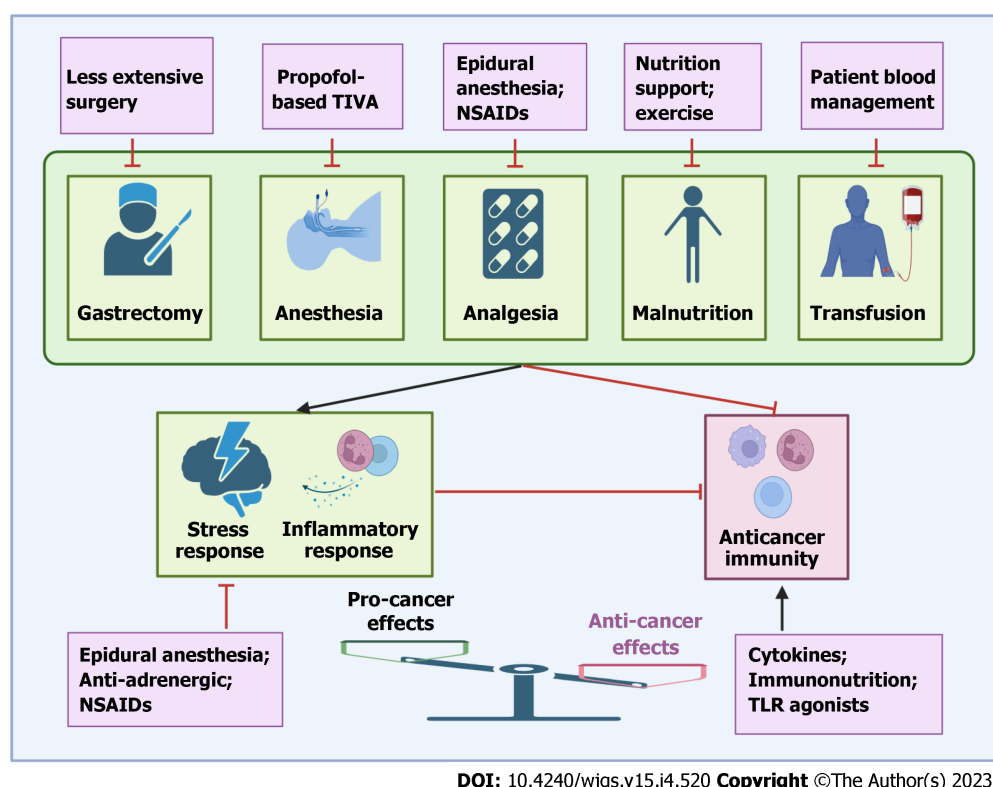 Less extensive
surgery
Propofol-
based TIVA
Epidural
anesthesia;
NSAIDs
Nutrition
support;
exercise
Patient blood
management
Gastrectomy
Anesthesia
Analgesia
Malnutrition
Transfusion
Stress
response
Inflammatory
response
Anticancer
immunity
Pro-cancer
effects
Anti-cancer
effects
Epidural anesthesia;
Anti-adrenergic;
NSAIDs
Cytokines;
Immunonutrition;
TLR agonists
DOI: 10.4240/wjgs.v15.i4.520 Copyright ©The Author(s) 2023